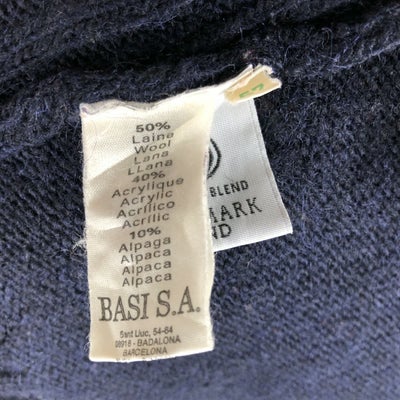 50%
Laine
Wool
Lana
LLana
40%
Acrylique
Acrylic
Acrilico
Acrílic
10%
Alpaga
Alpaca
Alpaca
Alpaca
BASI S.A.
Sant Lluc, 54-64
08918 - BADALONA
BARCELONA
BLEND
MARK
ND